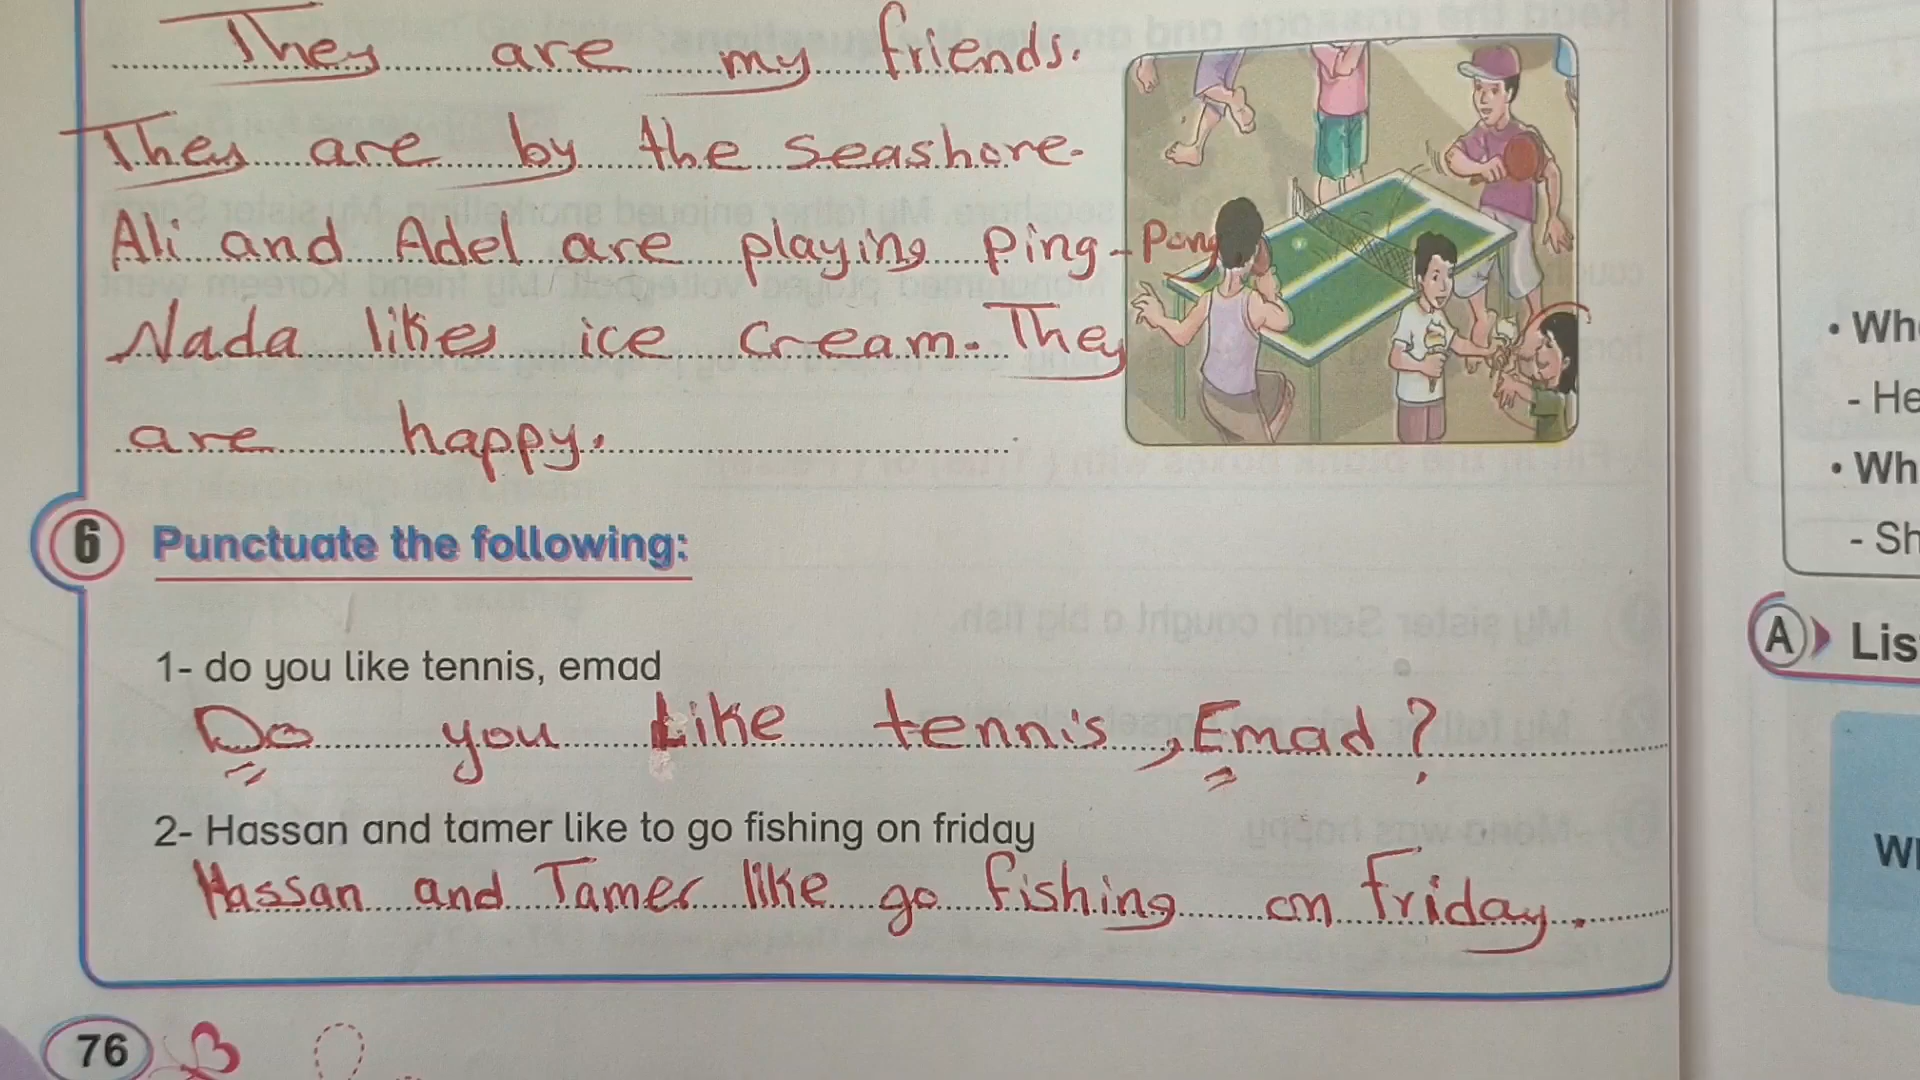 They are my friends.
They are by the seashore.
Ali and Adel are playing Ping-Pong
Nada likes ice cream. They
are happy.
6 Punctuate the following:
1- do you like tennis, emad
Do you Like tennis, Emad?
2- Hassan and tamer like to go fishing on friday
Hassan and Tamer like go fishing on Friday.
76
• Wh
- He
• Wh
- Sh
A Lis